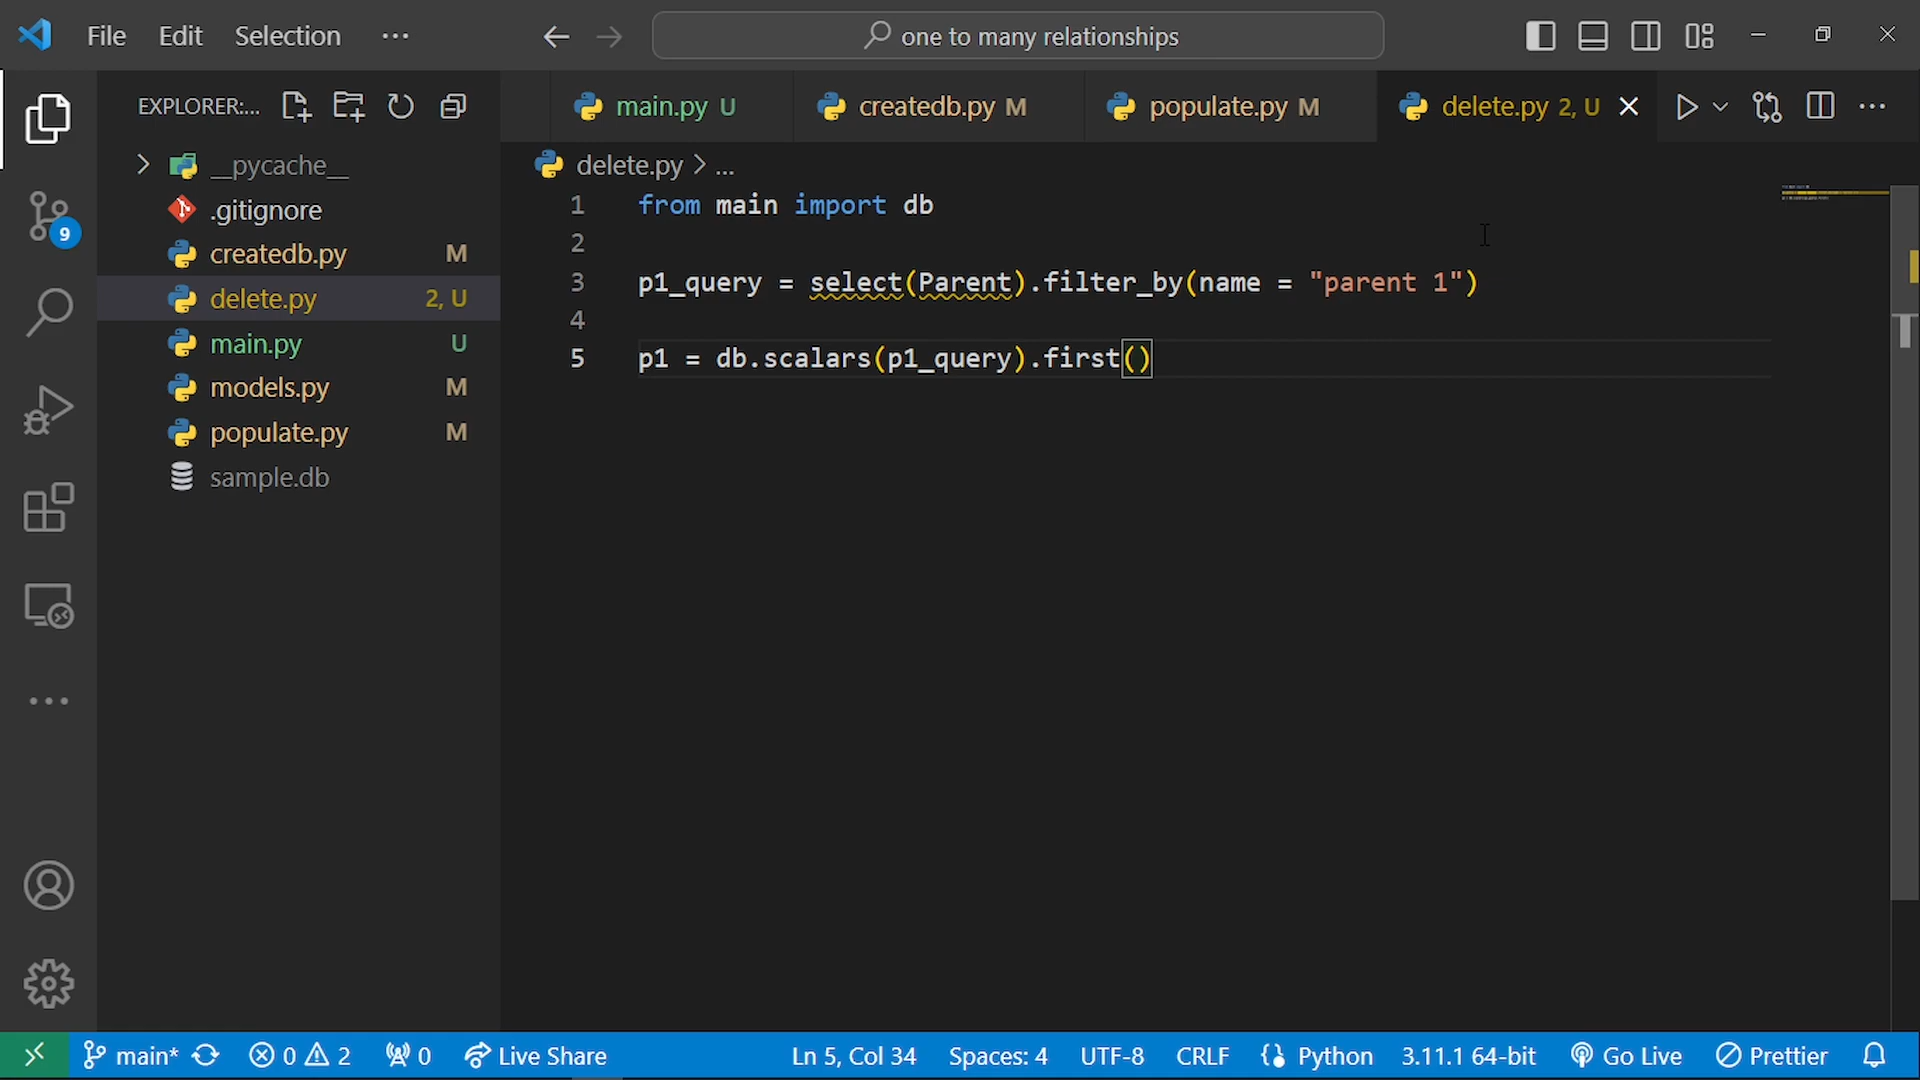 File Edit Selection ...
one to many relationships
EXPLORER:...
main.py U
createdb.py M
populate.py M
delete.py 2, U
__pycache__
.gitignore
createdb.py M
delete.py 2, U
main.py U
models.py M
populate.py M
sample.db
9
delete.py > ...
1 from main import db
2
3 p1_query = select(Parent).filter_by(name = "parent 1")
4
5 p1 = db.scalars(p1_query).first()
main* 0 2 0 Live Share Ln 5, Col 34 Spaces: 4 UTF-8 CRLF Python 3.11.1 64-bit Go Live Prettier